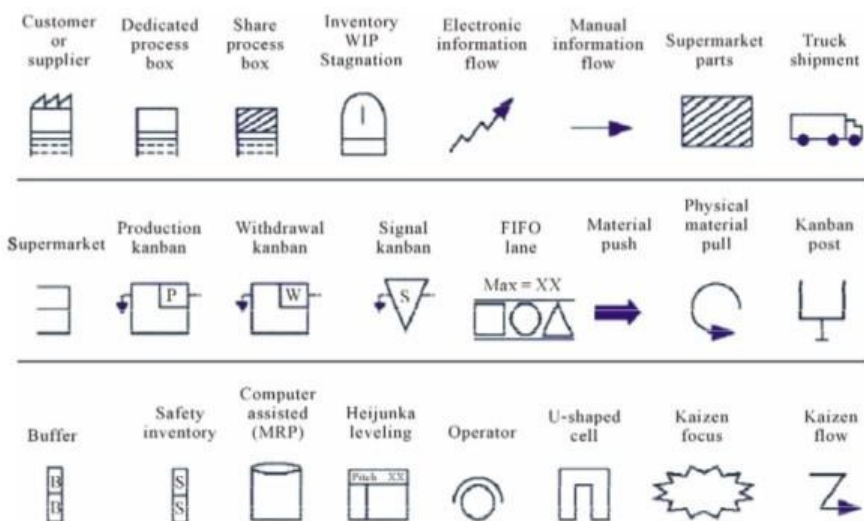 Customer or supplier
Dedicated process box
Share process box
Inventory WIP Stagnation
Electronic information flow
Manual information flow
Supermarket parts
Truck shipment
Supermarket
Production kanban
P
Withdrawal kanban
W
Signal kanban
S
FIFO lane
Max = XX
Material push
Physical material pull
Kanban post
Buffer
B
B
Safety inventory
S
S
Computer assisted (MRP)
Heijunka leveling
Pitch XX
Operator
U-shaped cell
Kaizen focus
Kaizen flow